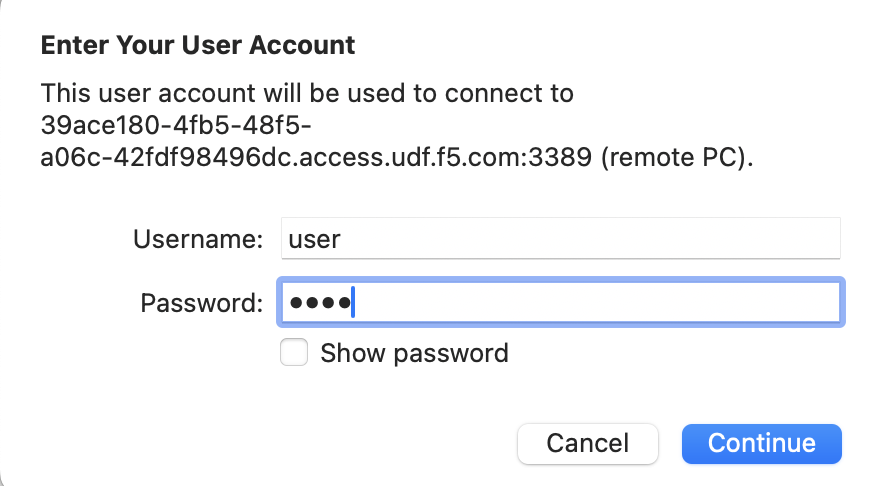 Enter Your User Account
This user account will be used to connect to
39ace180-4fb5-48f5-
a06c-42fdf98496dc.access.udf.f5.com:3389 (remote PC).
Username: user
Password: ••••
Show password
Cancel Continue